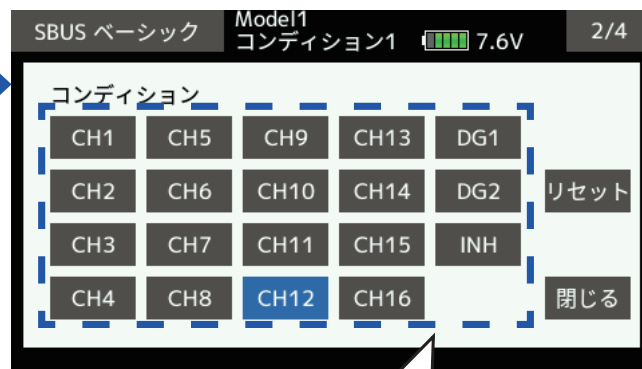 SBUS ベーシック
Model1
コンディション1 7.6V
2/4
コンディション
CH1 CH5 CH9 CH13 DG1
CH2 CH6 CH10 CH14 DG2 リセット
CH3 CH7 CH11 CH15 INH
CH4 CH8 CH12 CH16 閉じる